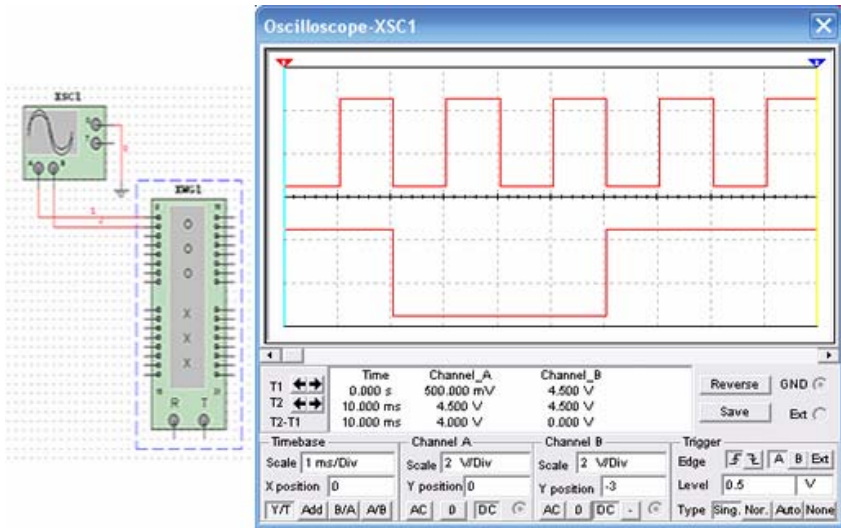 Oscilloscope-XSC1
XSC1
G
T
A B
XWG1
O
O
O
X
X
X
R T
Time Channel_A Channel_B
T1 0.000 s 500.000 mV 4.500 V
T2 10.000 ms 4.500 V 4.500 V
T2-T1 10.000 ms 4.000 V 0.000 V
Reverse GND
Save Ext
Timebase Channel A Channel B Trigger
Scale 1 ms/Div Scale 2 V/Div Scale 2 V/Div Edge A B Ext
X position 0 Y position 0 Y position -3 Level 0.5 V
Y/T Add B/A A/B AC 0 DC AC 0 DC - Type Sing. Nor. Auto None